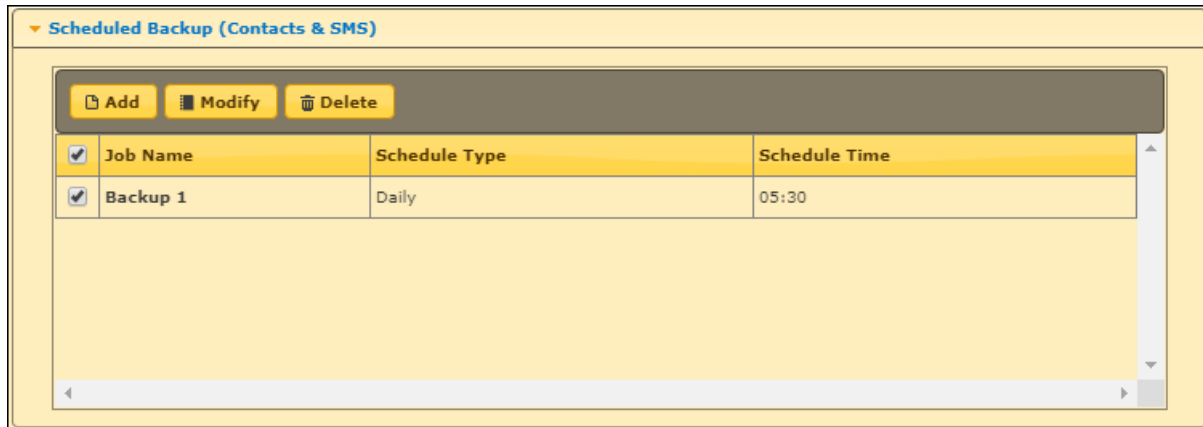 Scheduled Backup (Contacts & SMS)
Add Modify Delete
Job Name Schedule Type Schedule Time
Backup 1 Daily 05:30